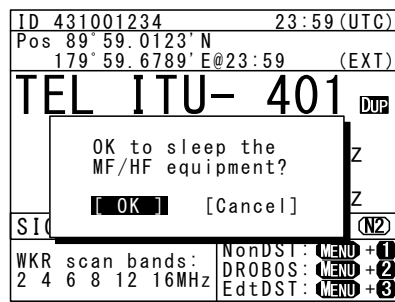 ID 431001234 23:59(UTC)
Pos 89°59.0123'N
179°59.6789'E@23:59 (EXT)
TEL ITU- 401 DUP
OK to sleep the
MF/HF equipment?
[ OK ] [Cancel]
Z
Z
SI
N2
WKR scan bands:
2 4 6 8 12 16MHz
NonDST: MENU +1
DROBOS: MENU +2
EdtDST: MENU +3